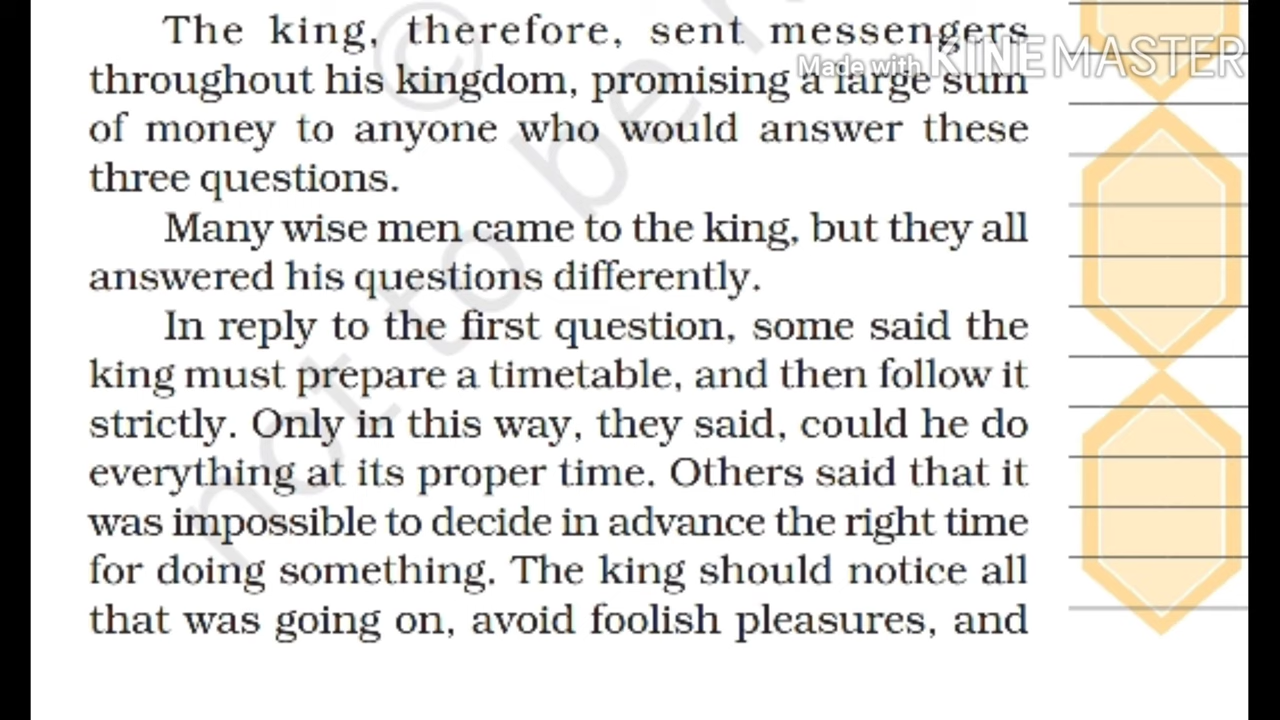 The king, therefore, sent messengers
Made with KINEMASTER
throughout his kingdom, promising a large sum
of money to anyone who would answer these
three questions.
Many wise men came to the king, but they all
answered his questions differently.
In reply to the first question, some said the
king must prepare a timetable, and then follow it
strictly. Only in this way, they said, could he do
everything at its proper time. Others said that it
was impossible to decide in advance the right time
for doing something. The king should notice all
that was going on, avoid foolish pleasures, and
© not to be